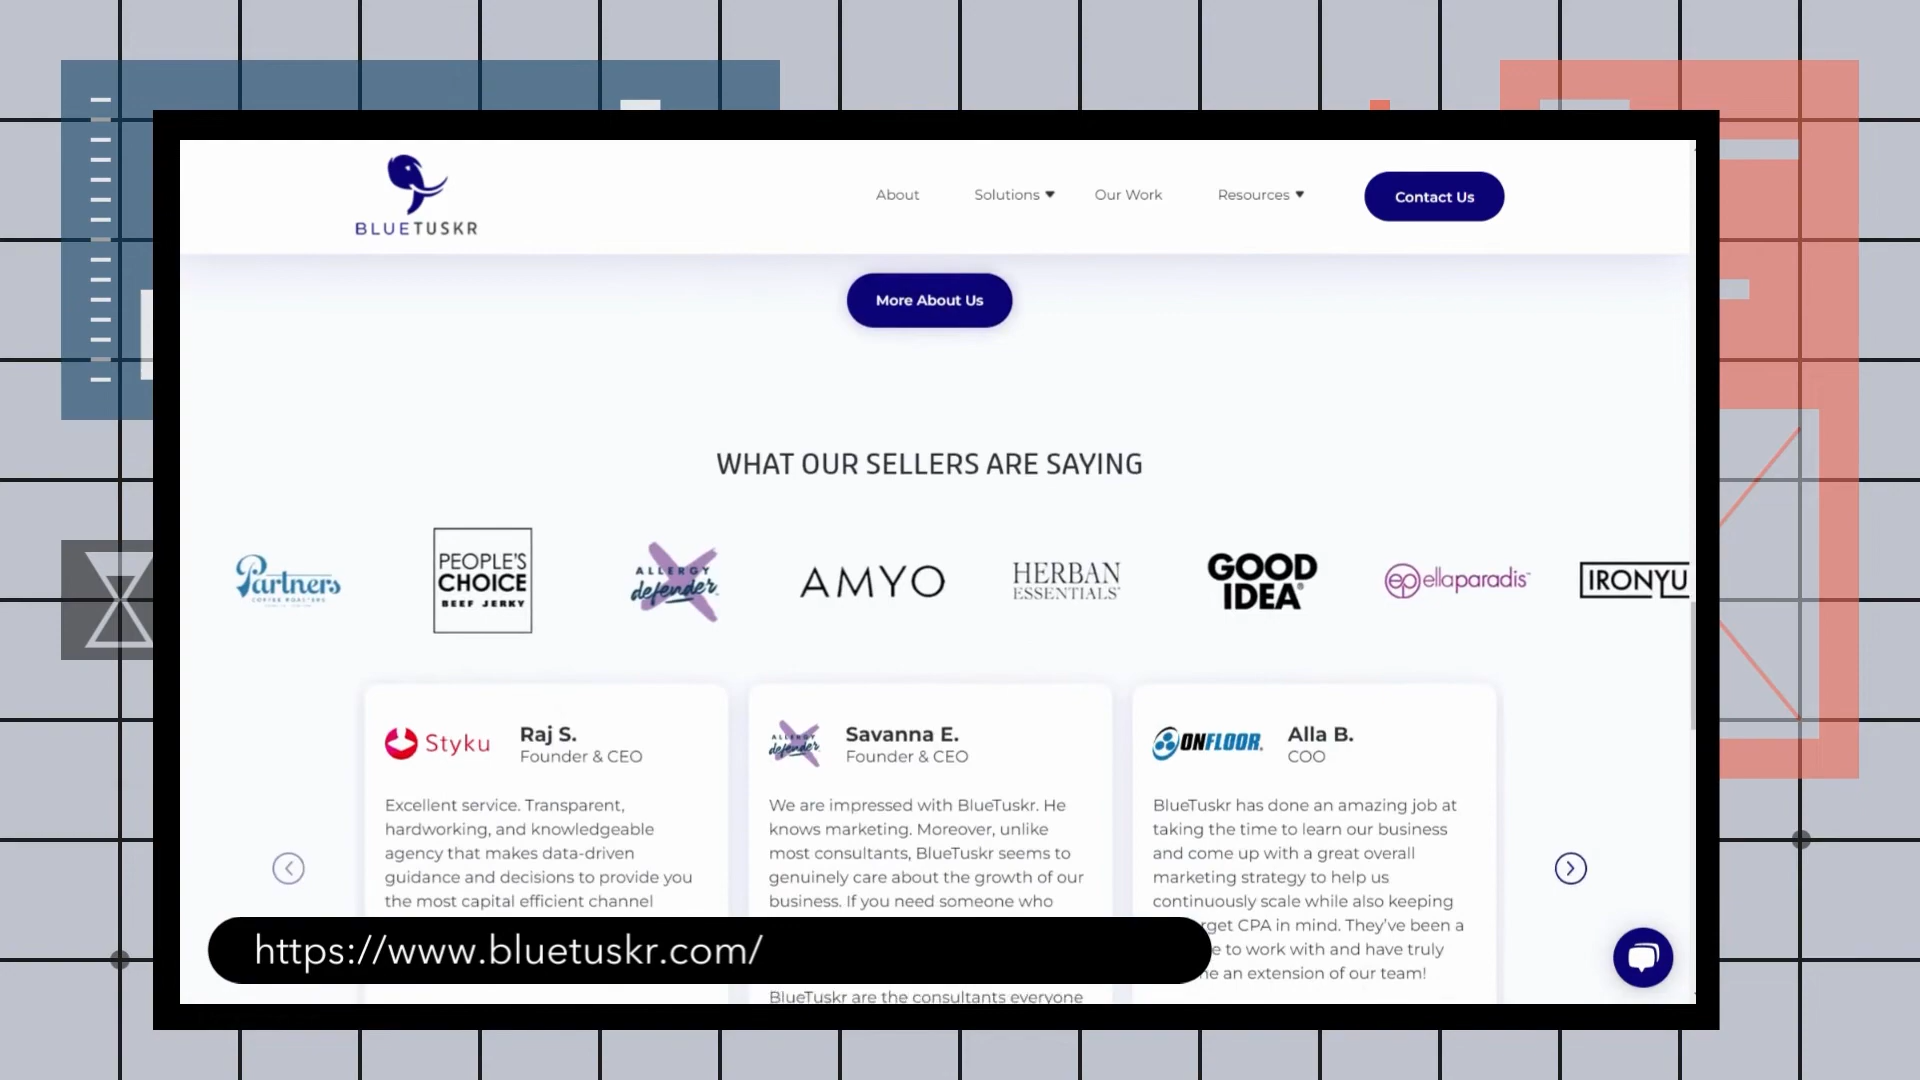 BLUETUSKR
About
Solutions
Our Work
Resources
Contact Us
More About Us
WHAT OUR SELLERS ARE SAYING
Partners
COFFEE ROASTERS
PEOPLE'S
CHOICE
BEEF JERKY
ALLERGY
defender
AMYO
HERBAN
ESSENTIALS
GOOD
IDEA
ep ellaparadis
IRONYU
Styku
Raj S.
Founder & CEO
Excellent service. Transparent,
hardworking, and knowledgeable
agency that makes data-driven
guidance and decisions to provide you
the most capital efficient channel
ALLERGY
defender
Savanna E.
Founder & CEO
We are impressed with BlueTuskr. He
knows marketing. Moreover, unlike
most consultants, BlueTuskr seems to
genuinely care about the growth of our
business. If you need someone who
BlueTuskr are the consultants everyone
ONFLOOR
Alla B.
COO
BlueTuskr has done an amazing job at
taking the time to learn our business
and come up with a great overall
marketing strategy to help us
continuously scale while also keeping
rget CPA in mind. They've been a
e to work with and have truly
ne an extension of our team!
https://www.bluetuskr.com/